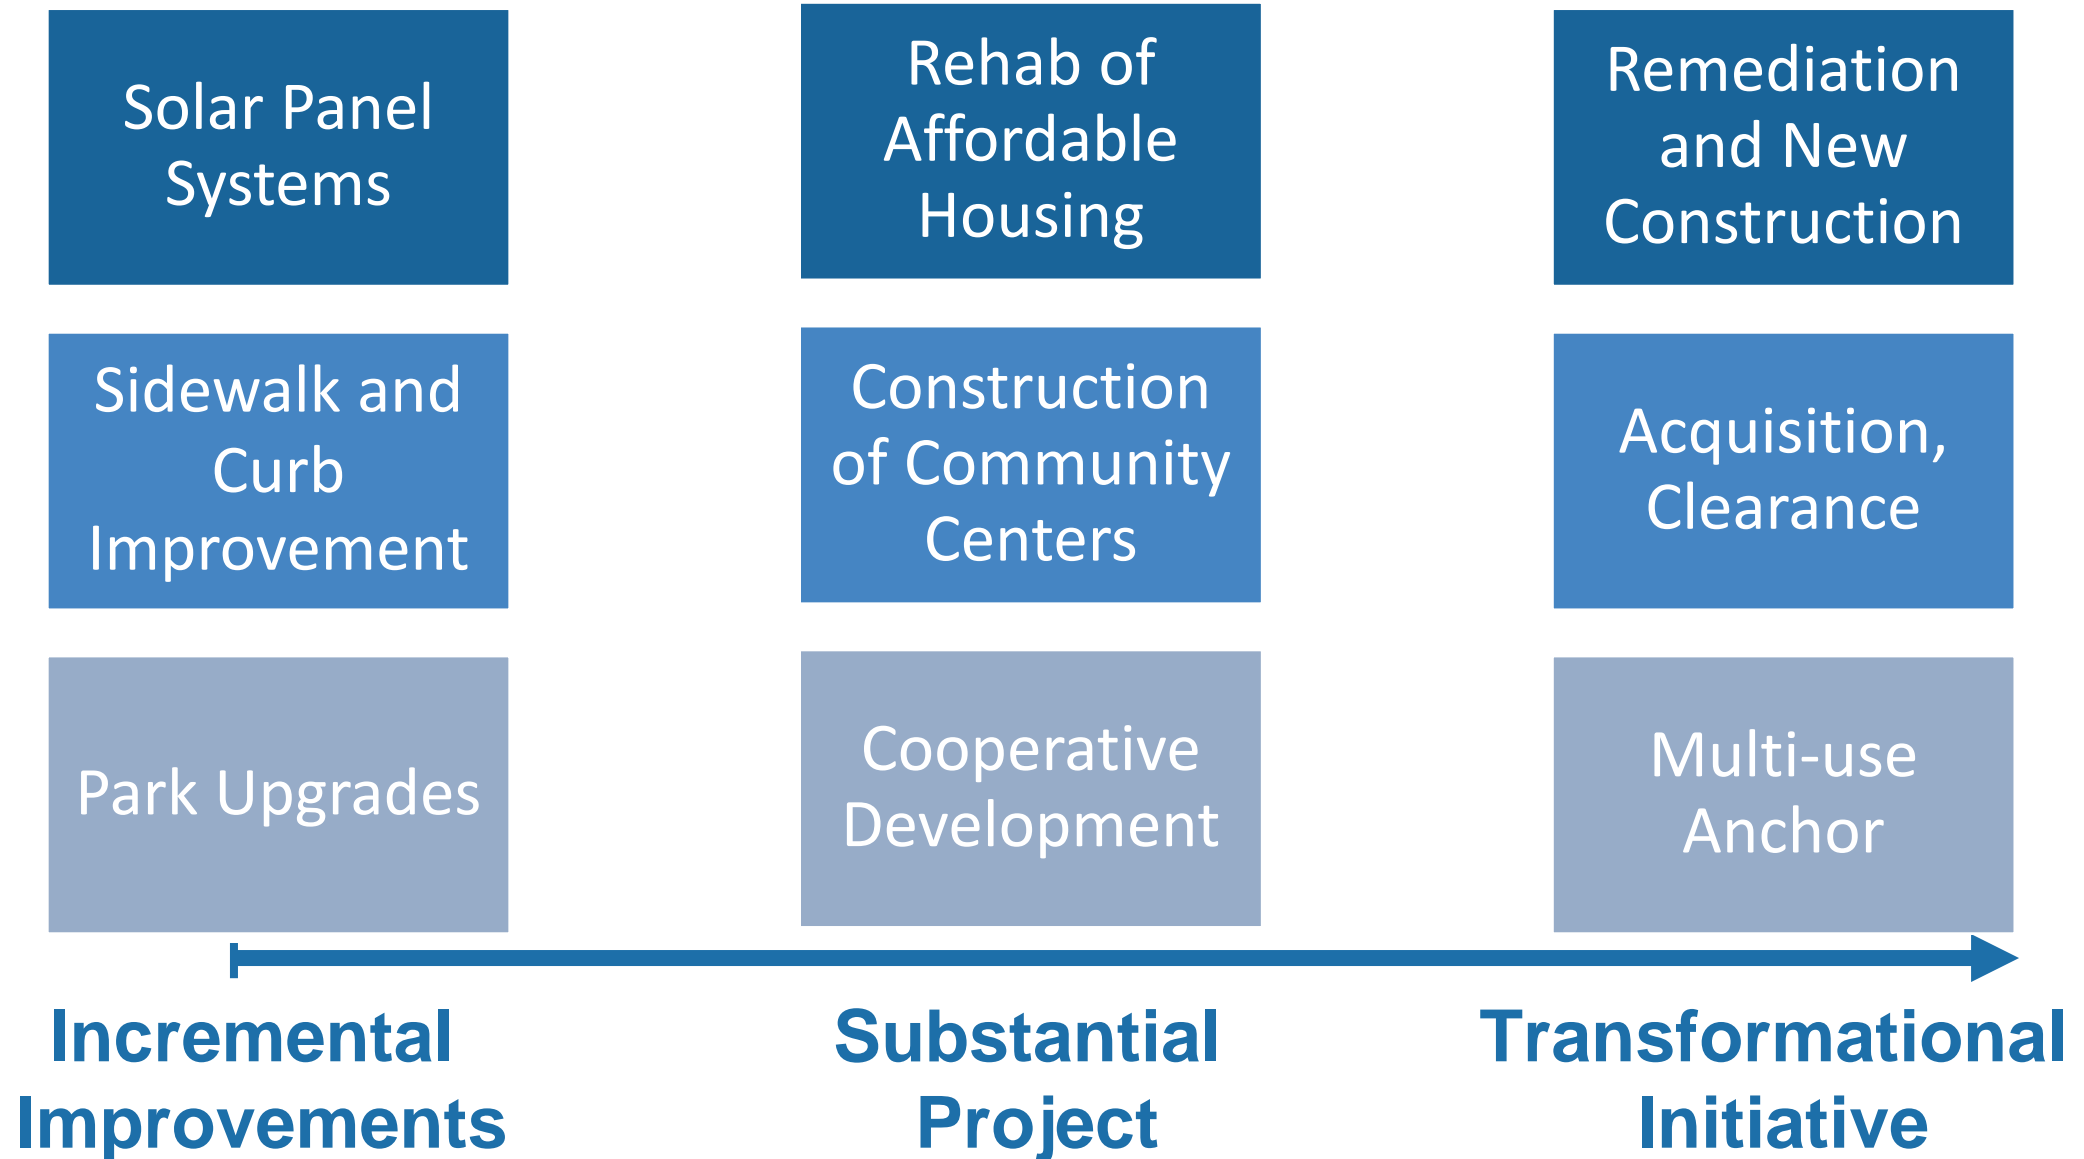 Solar Panel
Systems
Rehab of
Affordable
Housing
Remediation
and New
Construction
Sidewalk and
Curb
Improvement
Construction
of Community
Centers
Acquisition,
Clearance
Park Upgrades
Cooperative
Development
Multi-use
Anchor
Incremental
Improvements
Substantial
Project
Transformational
Initiative